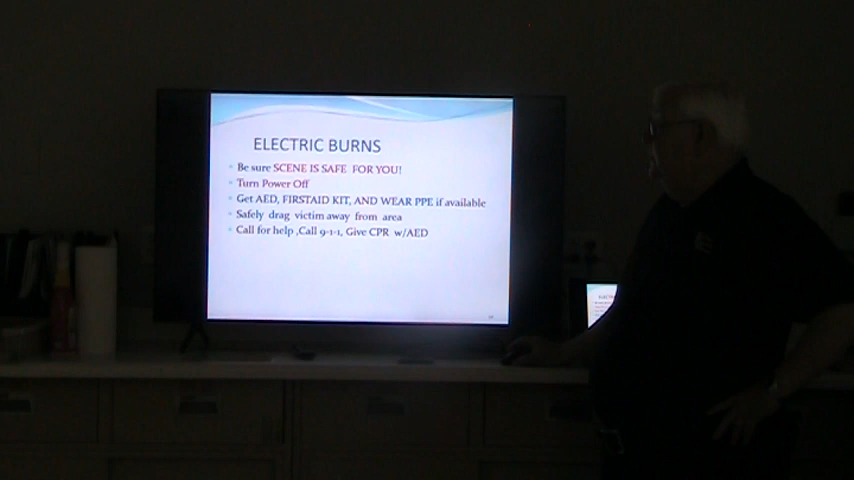 ELECTRIC BURNS
Be sure SCENE IS SAFE FOR YOU!
Turn Power Off
Get AED, FIRSTAID KIT, AND WEAR PPE if available
Safely drag victim away from area
Call for help ,Call 9-1-1, Give CPR w/AED